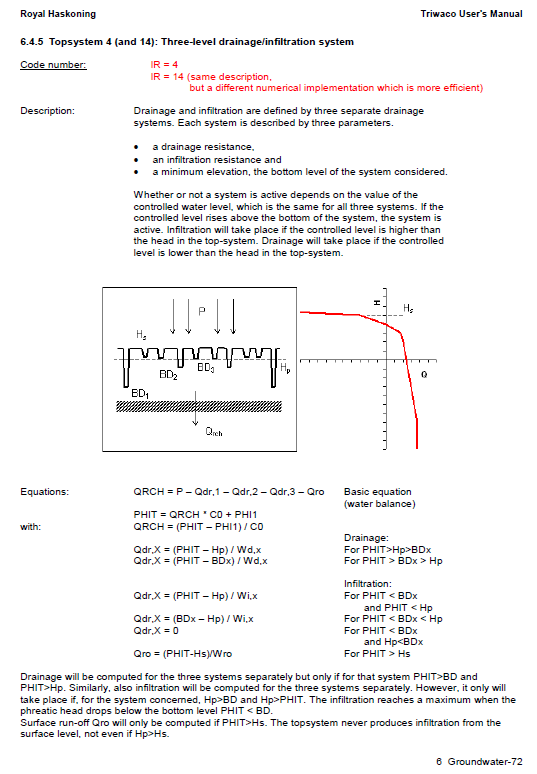 Royal Haskoning Triwaco User's Manual
6.4.5 Topsystem 4 (and 14): Three-level drainage/infiltration system
Code number: IR = 4
IR = 14 (same description,
but a different numerical implementation which is more efficient)
Description: Drainage and infiltration are defined by three separate drainage
systems. Each system is described by three parameters.
• a drainage resistance,
• an infiltration resistance and
• a minimum elevation, the bottom level of the system considered.
Whether or not a system is active depends on the value of the
controlled water level, which is the same for all three systems. If the
controlled level rises above the bottom of the system, the system is
active. Infiltration will take place if the controlled level is higher than
the head in the top-system. Drainage will take place if the controlled
level is lower than the head in the top-system.
P
Hs
BD2
BD3
Hp
BD1
Qrch
H
Hs
Q
Equations: QRCH = P – Qdr,1 – Qdr,2 – Qdr,3 – Qro Basic equation
(water balance)
PHIT = QRCH * C0 + PHI1
with: QRCH = (PHIT – PHI1) / C0
Drainage:
Qdr,X = (PHIT – Hp) / Wd,x For PHIT>Hp>BDx
Qdr,X = (PHIT – BDx) / Wd,x For PHIT > BDx > Hp
Infiltration:
Qdr,X = (PHIT – Hp) / Wi,x For PHIT < BDx
and PHIT < Hp
Qdr,X = (BDx – Hp) / Wi,x For PHIT < BDx < Hp
Qdr,X = 0 For PHIT < BDx
and Hp<BDx
Qro = (PHIT-Hs)/Wro For PHIT > Hs
Drainage will be computed for the three systems separately but only if for that system PHIT>BD and
PHIT>Hp. Similarly, also infiltration will be computed for the three systems separately. However, it only will
take place if, for the system concerned, Hp>BD and Hp>PHIT. The infiltration reaches a maximum when the
phreatic head drops below the bottom level PHIT < BD.
Surface run-off Qro will only be computed if PHIT>Hs. The topsystem never produces infiltration from the
surface level, not even if Hp>Hs.
6 Groundwater-72